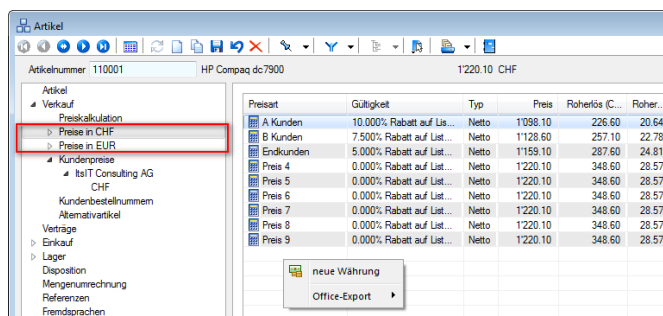 Artikel
Artikelnummer 110001 HP Compaq dc7900 1'220.10 CHF
Artikel
Verkauf
Preiskalkulation
Preise in CHF
Preise in EUR
Kundenpreise
ItsIT Consulting AG
CHF
Kundenbestellnummern
Alternativartikel
Verträge
Einkauf
Lager
Disposition
Mengenumrechnung
Referenzen
Fremdsprachen
Preisart Gültigkeit Typ Preis Roherlös (C... Roher...
A Kunden 10.000% Rabatt auf Lis... Netto 1'098.10 226.60 20.64
B Kunden 7.500% Rabatt auf List... Netto 1'128.60 257.10 22.78
Endkunden 5.000% Rabatt auf List... Netto 1'159.10 287.60 24.81
Preis 4 0.000% Rabatt auf List... Netto 1'220.10 348.60 28.57
Preis 5 0.000% Rabatt auf List... Netto 1'220.10 348.60 28.57
Preis 6 0.000% Rabatt auf List... Netto 1'220.10 348.60 28.57
Preis 7 0.000% Rabatt auf List... Netto 1'220.10 348.60 28.57
Preis 8 0.000% Rabatt auf List... Netto 1'220.10 348.60 28.57
Preis 9 0.000% Rabatt auf List... Netto 1'220.10 348.60 28.57
neue Währung
Office-Export